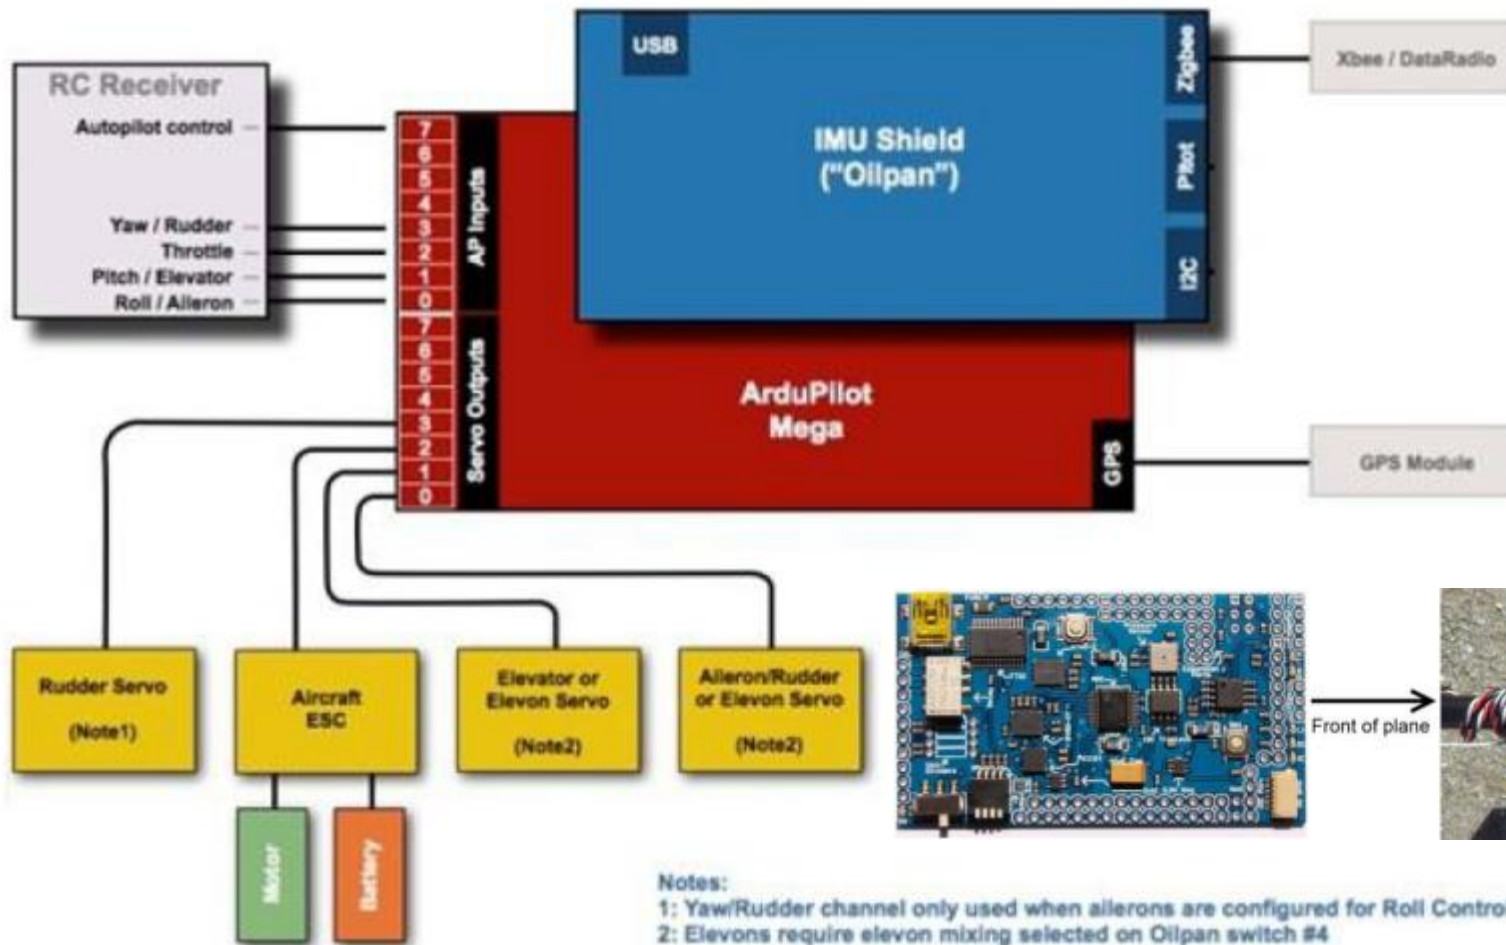 RC Receiver
Autopilot control
Yaw / Rudder
Throttle
Pitch / Elevator
Roll / Aileron
7
6
5
4
3
2
1
0
AP Inputs
7
6
5
4
3
2
1
0
Servo Outputs
USB
IMU Shield
("Oilpan")
Zigbee
Pitot
I2C
Xbee / DataRadio
ArduPilot
Mega
GPS
GPS Module
Rudder Servo
(Note1)
Aircraft
ESC
Elevator or
Elevon Servo
(Note2)
Aileron/Rudder
or Elevon Servo
(Note2)
Motor
Battery
Front of plane
Notes:
1: Yaw/Rudder channel only used when ailerons are configured for Roll Control
2: Elevons require elevon mixing selected on Oilpan switch #4